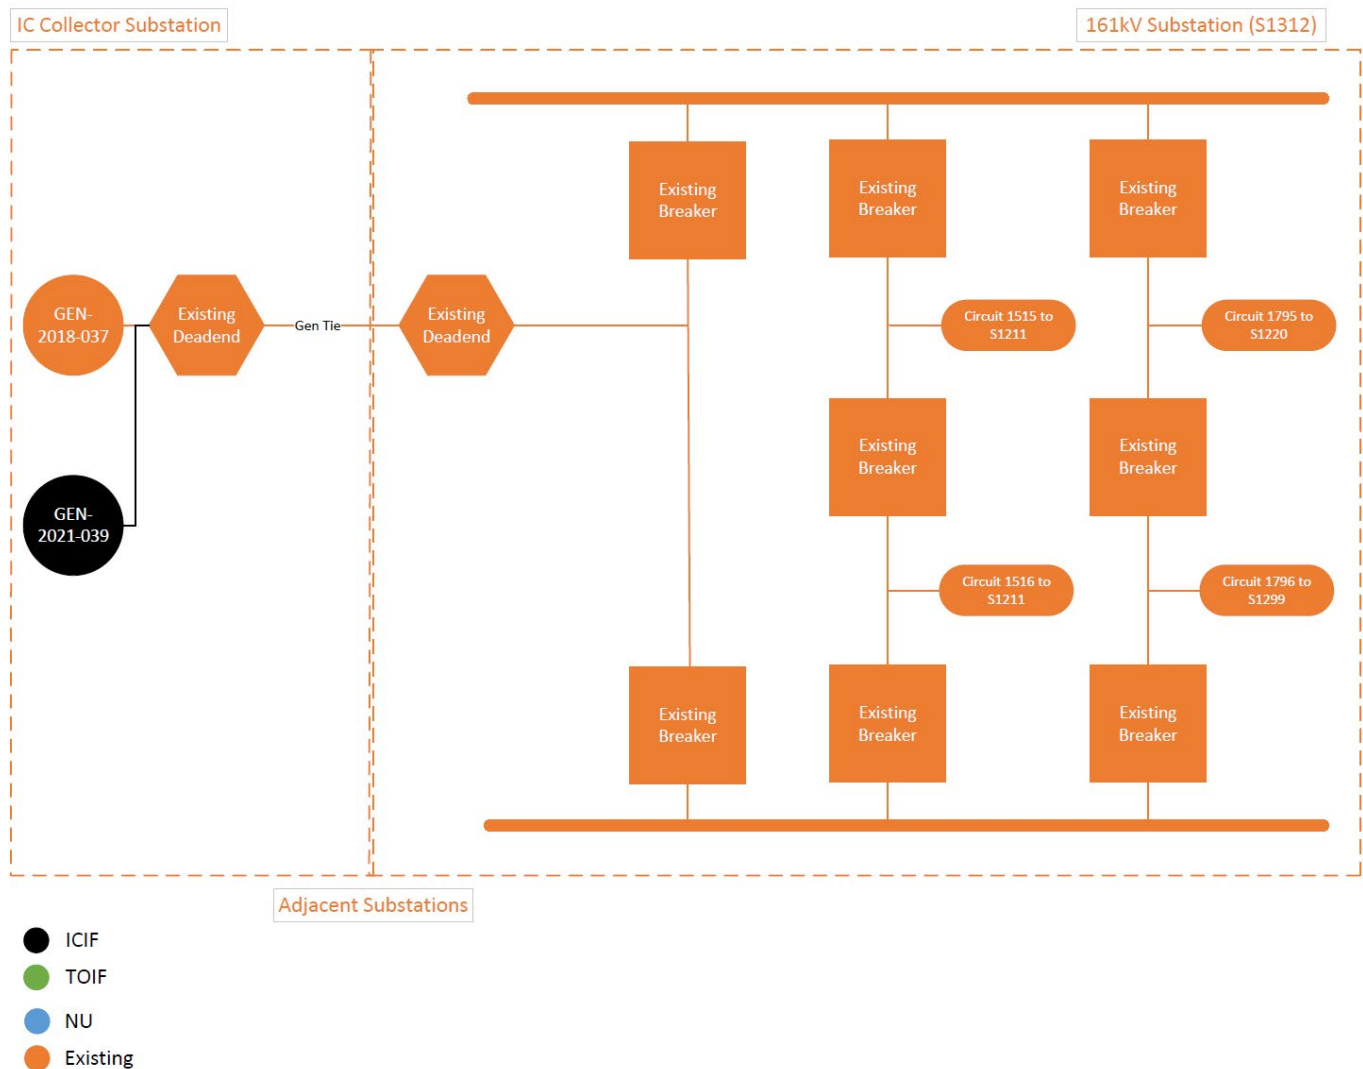 IC Collector Substation
161kV Substation (S1312)
Existing
Breaker
Existing
Breaker
Existing
Breaker
GEN-
2018-037
Existing
Deadend
Gen Tie
Existing
Deadend
Circuit 1515 to
S1211
Circuit 1795 to
S1220
Existing
Breaker
Existing
Breaker
GEN-
2021-039
Circuit 1516 to
S1211
Circuit 1796 to
S1299
Existing
Breaker
Existing
Breaker
Existing
Breaker
Adjacent Substations
ICIF
TOIF
NU
Existing